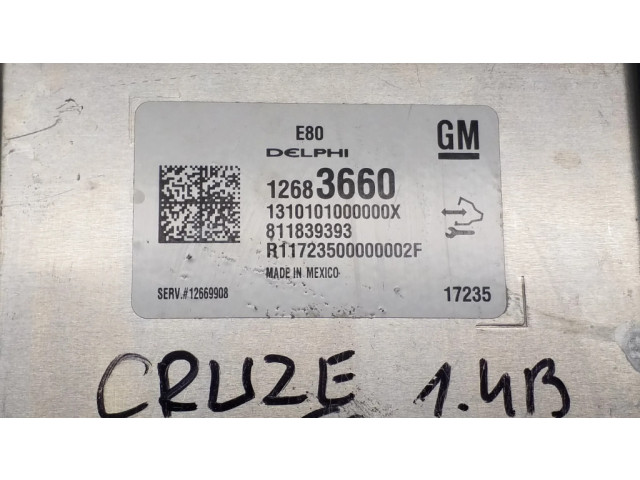 E80
DELPHI
GM
12683660
1310101000000X
811839393
R11723500000002F
MADE IN MEXICO
SERV.#12669908
17235
CRUZE 1.4B